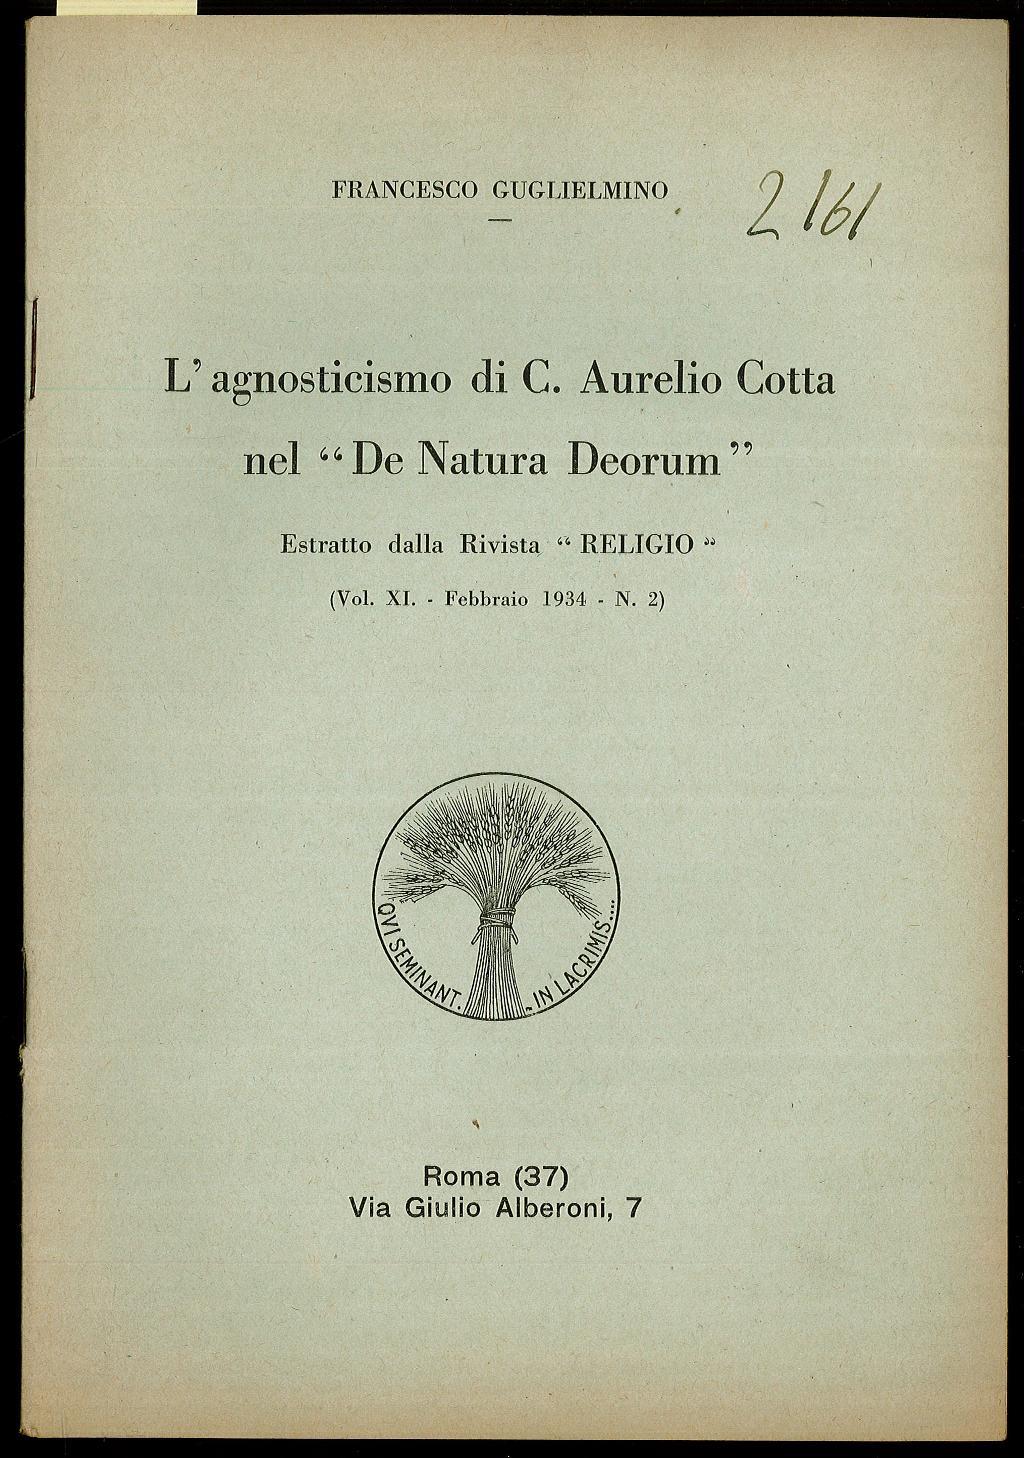 FRANCESCO GUGLIELMINO
2161
L' agnosticismo di C. Aurelio Cotta
nel “ De Natura Deorum ”
Estratto dalla Rivista “ RELIGIO ”
(Vol. XI. - Febbraio 1934 - N. 2)
QVI SEMINANT. . IN LACRIMIS....
Roma (37)
Via Giulio Alberoni, 7